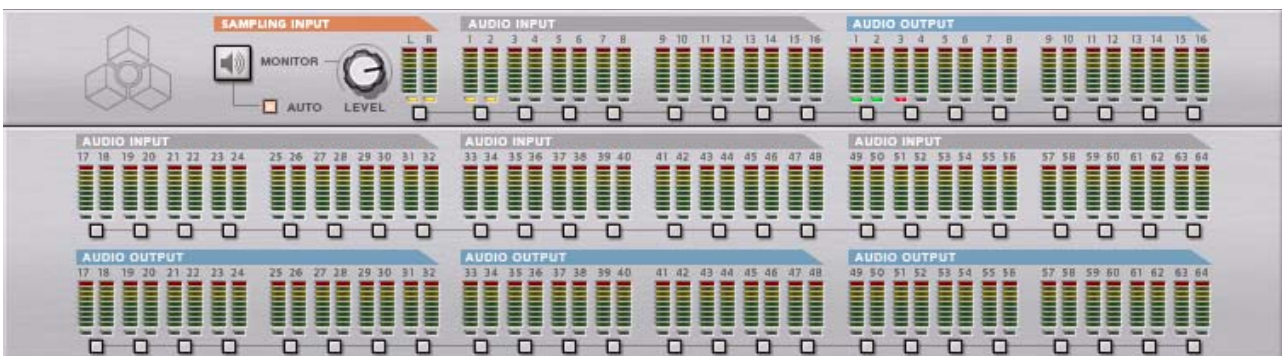 SAMPLING INPUT
AUDIO INPUT
AUDIO OUTPUT
L R
1 2 3 4 5 6 7 8 9 10 11 12 13 14 15 16
1 2 3 4 5 6 7 8 9 10 11 12 13 14 15 16
MONITOR
AUTO
LEVEL
AUDIO INPUT
AUDIO INPUT
AUDIO INPUT
17 18 19 20 21 22 23 24 25 26 27 28 29 30 31 32
33 34 35 36 37 38 39 40 41 42 43 44 45 46 47 48
49 50 51 52 53 54 55 56 57 58 59 60 61 62 63 64
AUDIO OUTPUT
AUDIO OUTPUT
AUDIO OUTPUT
17 18 19 20 21 22 23 24 25 26 27 28 29 30 31 32
33 34 35 36 37 38 39 40 41 42 43 44 45 46 47 48
49 50 51 52 53 54 55 56 57 58 59 60 61 62 63 64